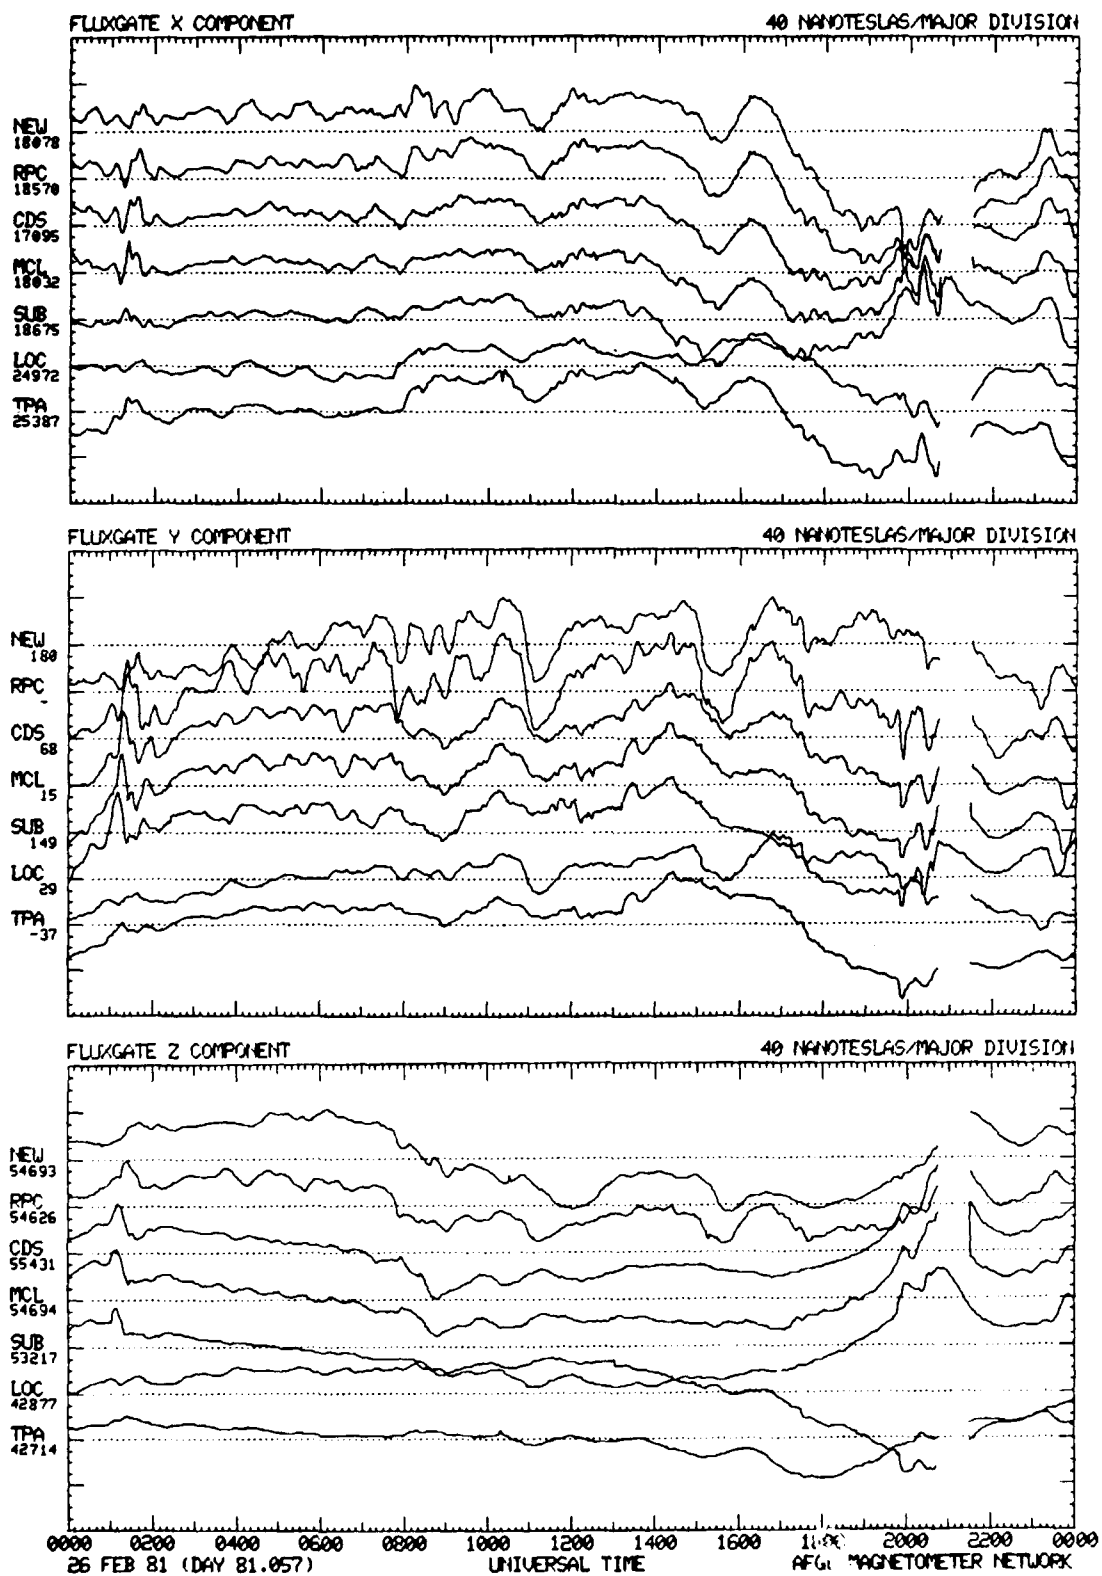 FLUXGATE X COMPONENT 40 NANOTESLAS/MAJOR DIVISION
NEW
18078
RPC
18570
CDS
17095
MCL
18032
SUB
18675
LOC
24972
TPA
25387
FLUXGATE Y COMPONENT 40 NANOTESLAS/MAJOR DIVISION
NEW
180
RPC
-
CDS
68
MCL
15
SUB
149
LOC
29
TPA
-37
FLUXGATE Z COMPONENT 40 NANOTESLAS/MAJOR DIVISION
NEW
54693
RPC
54626
CDS
55431
MCL
54694
SUB
53217
LOC
42877
TPA
42714
0000 0200 0400 0600 0800 1000 1200 1400 1600 2000 2200 0000
26 FEB 81 (DAY 81.057) UNIVERSAL TIME MAGNETOMETER NETWORK